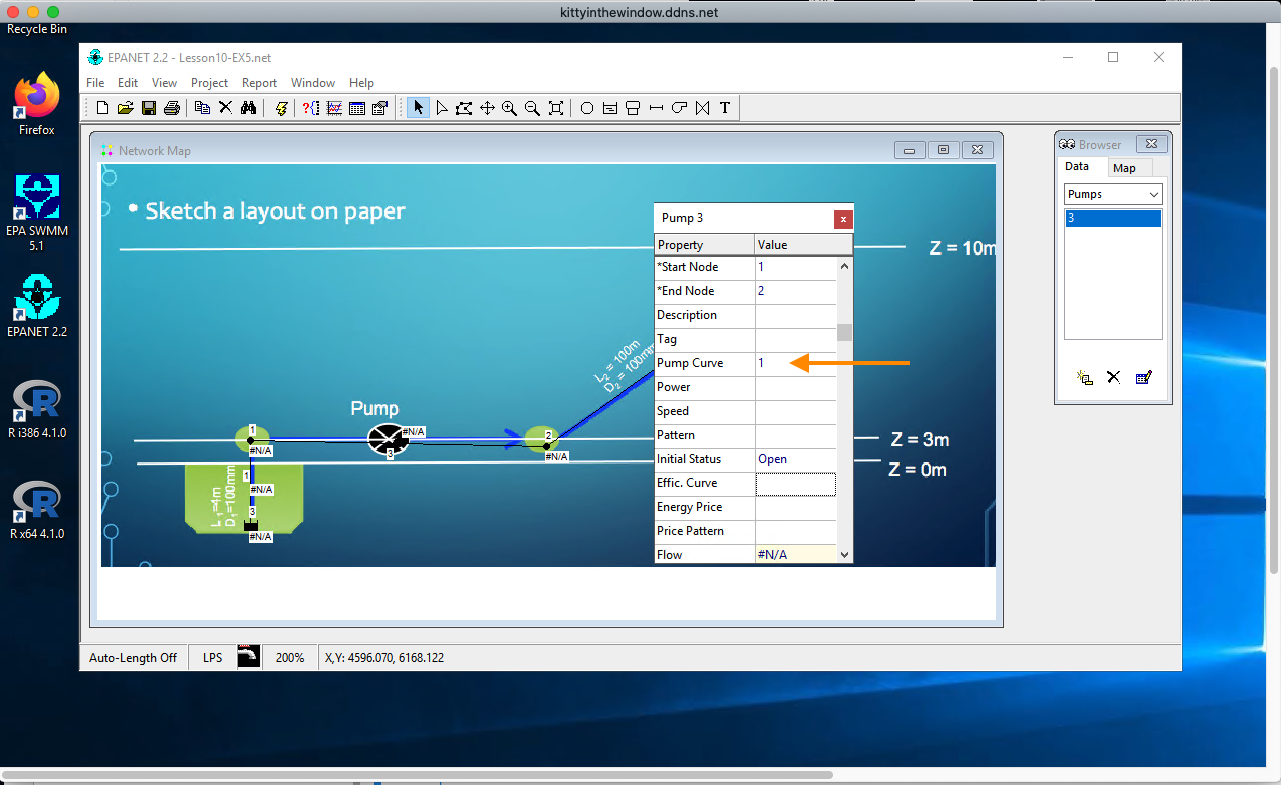 kittyinthewindow.ddns.net
Recycle Bin
Firefox
EPA SWMM
5.1
EPANET 2.2
R i386 4.1.0
R x64 4.1.0
EPANET 2.2 - Lesson10-EX5.net
File Edit View Project Report Window Help
T
Network Map
• Sketch a layout on paper
Z = 10m
L2 = 100m
D2 = 100mm
Pump
1
#N/A
#N/A
3
2
#N/A
Z = 3m
Z = 0m
L1=4m
D1=100mm
1
#N/A
3
#N/A
Pump 3
Property Value
*Start Node 1
*End Node 2
Description
Tag
Pump Curve 1
Power
Speed
Pattern
Initial Status Open
Effic. Curve
Energy Price
Price Pattern
Flow #N/A
Browser
Data Map
Pumps
3
Auto-Length Off LPS 200% X,Y: 4596.070, 6168.122